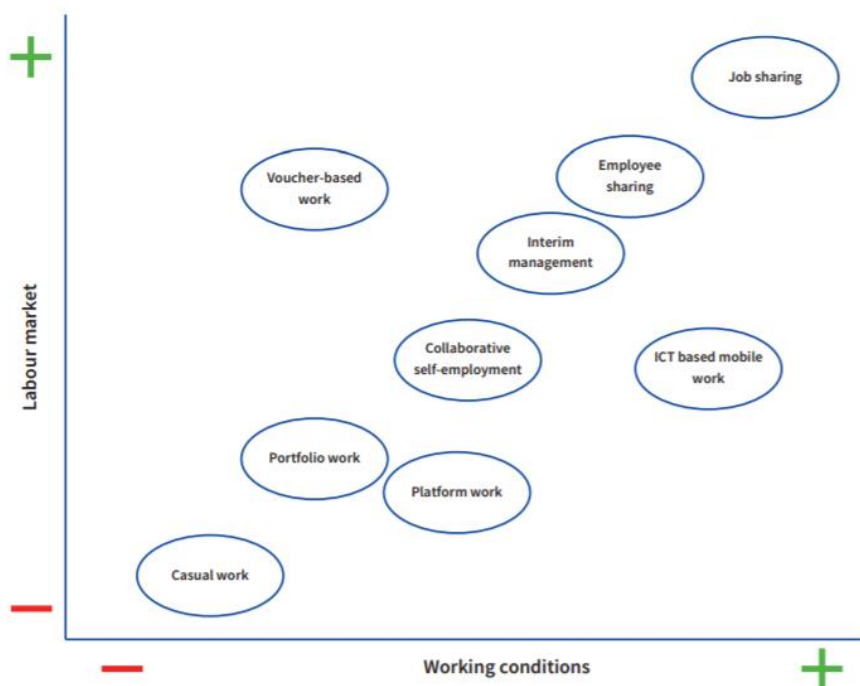 Job sharing
Employee
sharing
Voucher-based
work
Interim
management
Collaborative
self-employment
ICT based mobile
work
Portfolio work
Platform work
Casual work
Labour market
Working conditions